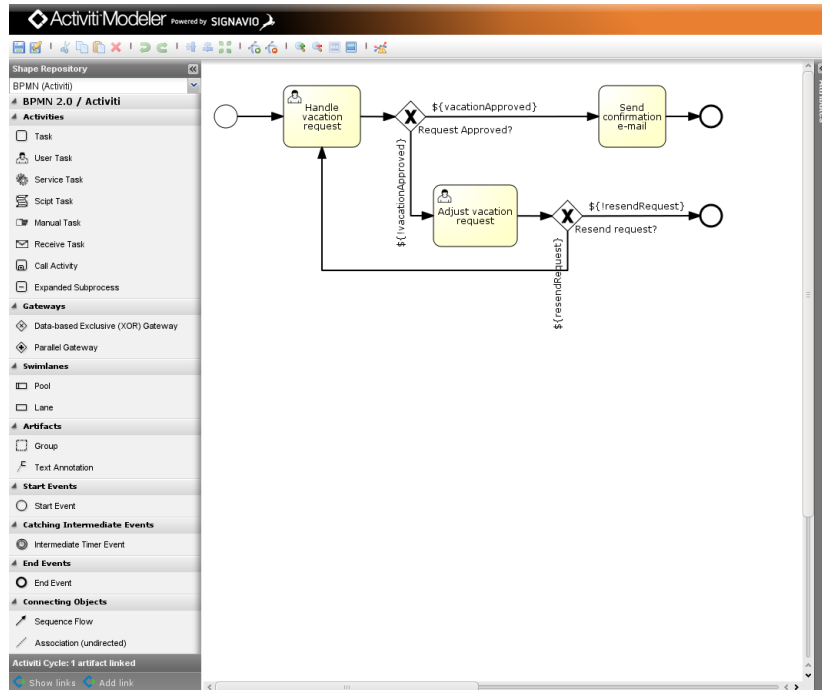 Activiti Modeler Powered by SIGNAVIO
Shape Repository
BPMN (Activiti)
BPMN 2.0 / Activiti
Activities
Task
User Task
Service Task
Scipt Task
Manual Task
Receive Task
Call Activity
Expanded Subprocess
Gateways
Data-based Exclusive (XOR) Gateway
Parallel Gateway
Swimlanes
Pool
Lane
Artifacts
Group
Text Annotation
Start Events
Start Event
Catching Intermediate Events
Intermediate Timer Event
End Events
End Event
Connecting Objects
Sequence Flow
Association (undirected)
Activiti Cycle: 1 artifact linked
Show links Add link
Handle
vacation
request
${vacationApproved}
Request Approved?
Send
confirmation
e-mail
${!vacationApproved}
Adjust vacation
request
${!resendRequest}
Resend request?
${resendRequest}
Attributes